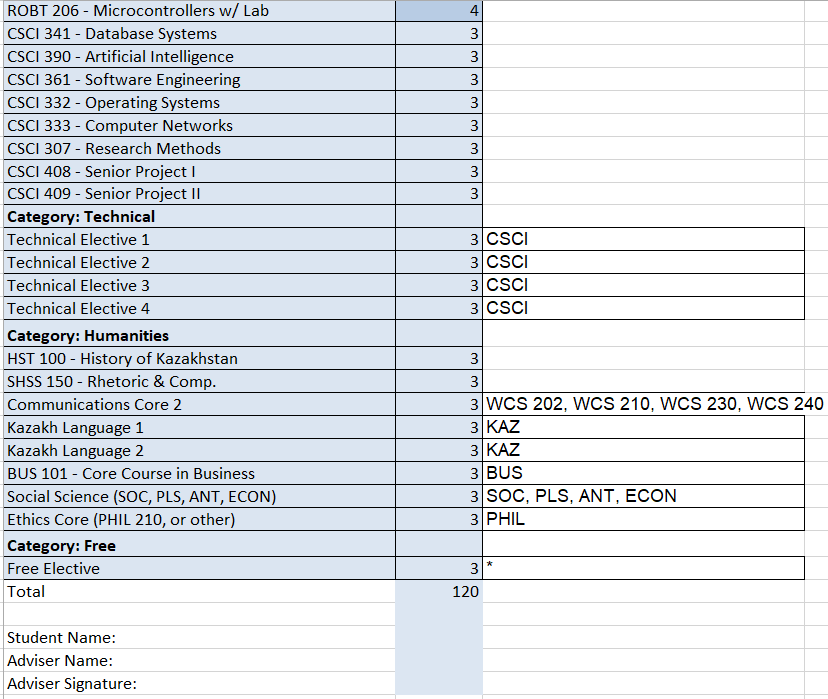 ROBT 206 - Microcontrollers w/ Lab 4
CSCI 341 - Database Systems 3
CSCI 390 - Artificial Intelligence 3
CSCI 361 - Software Engineering 3
CSCI 332 - Operating Systems 3
CSCI 333 - Computer Networks 3
CSCI 307 - Research Methods 3
CSCI 408 - Senior Project I 3
CSCI 409 - Senior Project II 3
Category: Technical
Technical Elective 1 3 CSCI
Technical Elective 2 3 CSCI
Technical Elective 3 3 CSCI
Technical Elective 4 3 CSCI
Category: Humanities
HST 100 - History of Kazakhstan 3
SHSS 150 - Rhetoric & Comp. 3
Communications Core 2 3 WCS 202, WCS 210, WCS 230, WCS 240
Kazakh Language 1 3 KAZ
Kazakh Language 2 3 KAZ
BUS 101 - Core Course in Business 3 BUS
Social Science (SOC, PLS, ANT, ECON) 3 SOC, PLS, ANT, ECON
Ethics Core (PHIL 210, or other) 3 PHIL
Category: Free
Free Elective 3 *
Total 120
Student Name:
Adviser Name:
Adviser Signature: